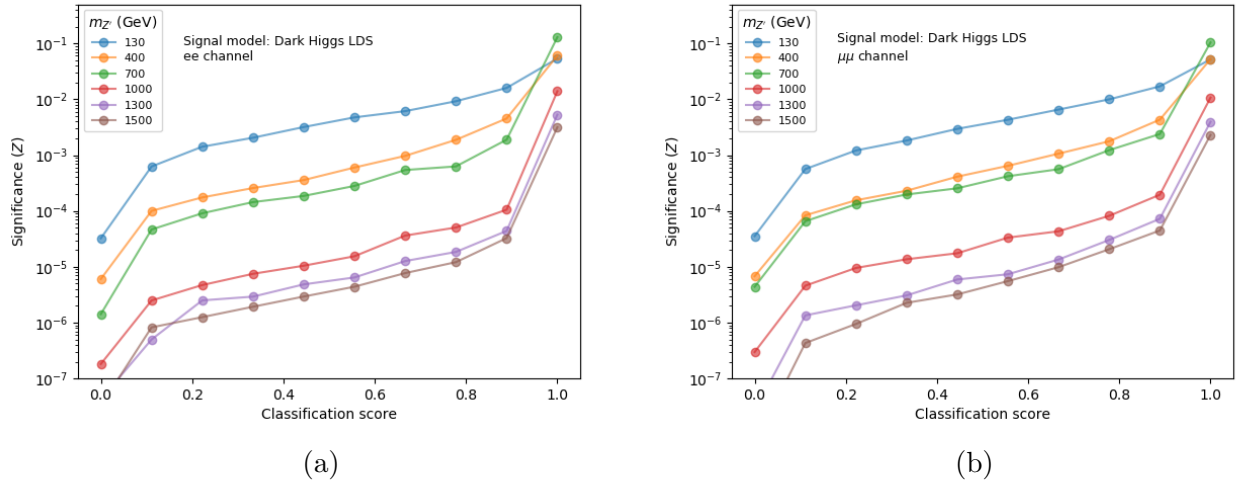 m_{Z'} (GeV)
130
400
700
1000
1300
1500
Signal model: Dark Higgs LDS
ee channel
Significance (Z)
10^{-1}
10^{-2}
10^{-3}
10^{-4}
10^{-5}
10^{-6}
10^{-7}
0.0 0.2 0.4 0.6 0.8 1.0
Classification score
(a)
m_{Z'} (GeV)
130
400
700
1000
1300
1500
Signal model: Dark Higgs LDS
μμ channel
Significance (Z)
10^{-1}
10^{-2}
10^{-3}
10^{-4}
10^{-5}
10^{-6}
10^{-7}
0.0 0.2 0.4 0.6 0.8 1.0
Classification score
(b)